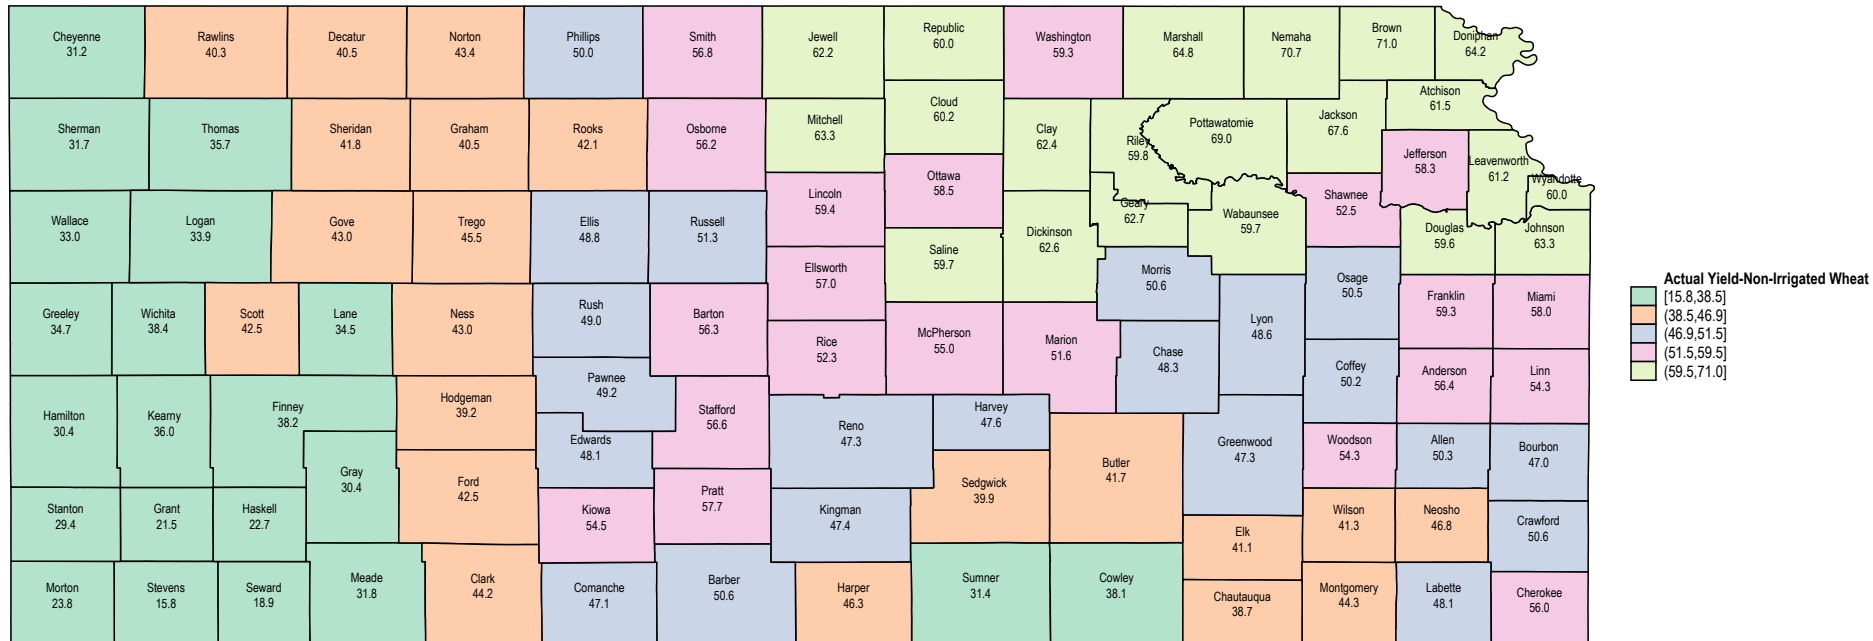 Cheyenne
31.2
Rawlins
40.3
Decatur
40.5
Norton
43.4
Phillips
50.0
Smith
56.8
Jewell
62.2
Republic
60.0
Washington
59.3
Marshall
64.8
Nemaha
70.7
Brown
71.0
Doniphan
64.2
Sherman
31.7
Thomas
35.7
Sheridan
41.8
Graham
40.5
Rooks
42.1
Osborne
56.2
Mitchell
63.3
Cloud
60.2
Clay
62.4
Riley
59.8
Pottawatomie
69.0
Jackson
67.6
Atchison
61.5
Jefferson
58.3
Leavenworth
61.2
Wyandotte
60.0
Wallace
33.0
Logan
33.9
Gove
43.0
Trego
45.5
Ellis
48.8
Russell
51.3
Lincoln
59.4
Ottawa
58.5
Saline
59.7
Dickinson
62.6
Geary
62.7
Wabaunsee
59.7
Shawnee
52.5
Douglas
59.6
Johnson
63.3
Greeley
34.7
Wichita
38.4
Scott
42.5
Lane
34.5
Ness
43.0
Rush
49.0
Barton
56.3
Ellsworth
57.0
Rice
52.3
McPherson
55.0
Marion
51.6
Morris
50.6
Chase
48.3
Lyon
48.6
Osage
50.5
Coffey
50.2
Franklin
59.3
Miami
58.0
Anderson
56.4
Linn
54.3
Actual Yield-Non-Irrigated Wheat
[15.8,38.5]
(38.5,46.9]
(46.9,51.5]
(51.5,59.5]
(59.5,71.0]
Hamilton
30.4
Kearny
36.0
Finney
38.2
Hodgeman
39.2
Pawnee
49.2
Edwards
48.1
Stafford
56.6
Reno
47.3
Harvey
47.6
Butler
41.7
Greenwood
47.3
Woodson
54.3
Allen
50.3
Bourbon
47.0
Gray
30.4
Ford
42.5
Kiowa
54.5
Pratt
57.7
Kingman
47.4
Sedgwick
39.9
Elk
41.1
Wilson
41.3
Neosho
46.8
Crawford
50.6
Stanton
29.4
Grant
21.5
Haskell
22.7
Morton
23.8
Stevens
15.8
Seward
18.9
Meade
31.8
Clark
44.2
Comanche
47.1
Barber
50.6
Harper
46.3
Sumner
31.4
Cowley
38.1
Chautauqua
38.7
Montgomery
44.3
Labette
48.1
Cherokee
56.0